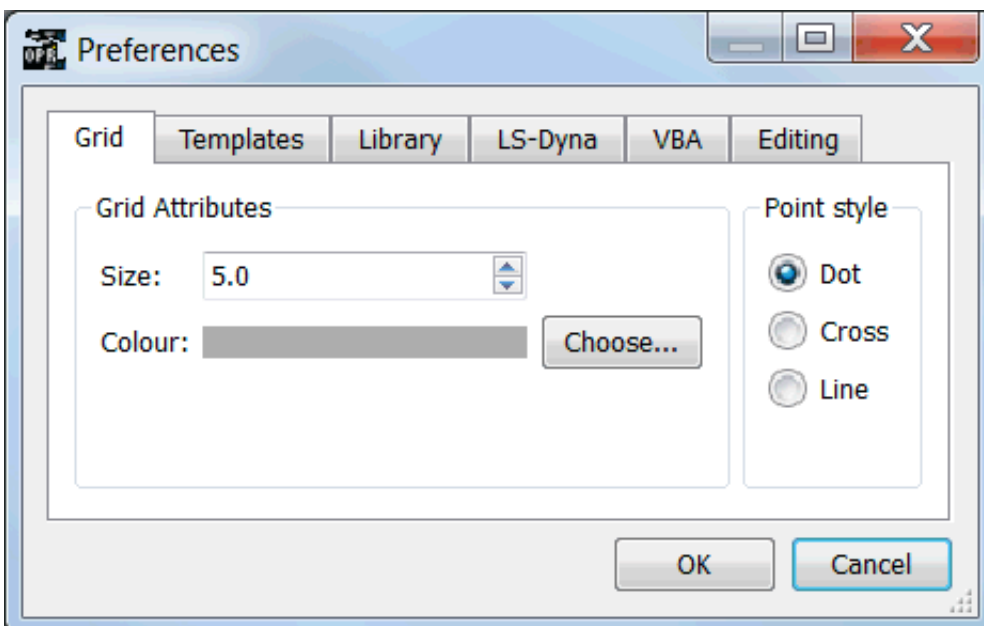 Preferences
Grid Templates Library LS-Dyna VBA Editing
Grid Attributes Point style
Size: 5.0 Dot
Colour: Choose... Cross
Line
OK Cancel